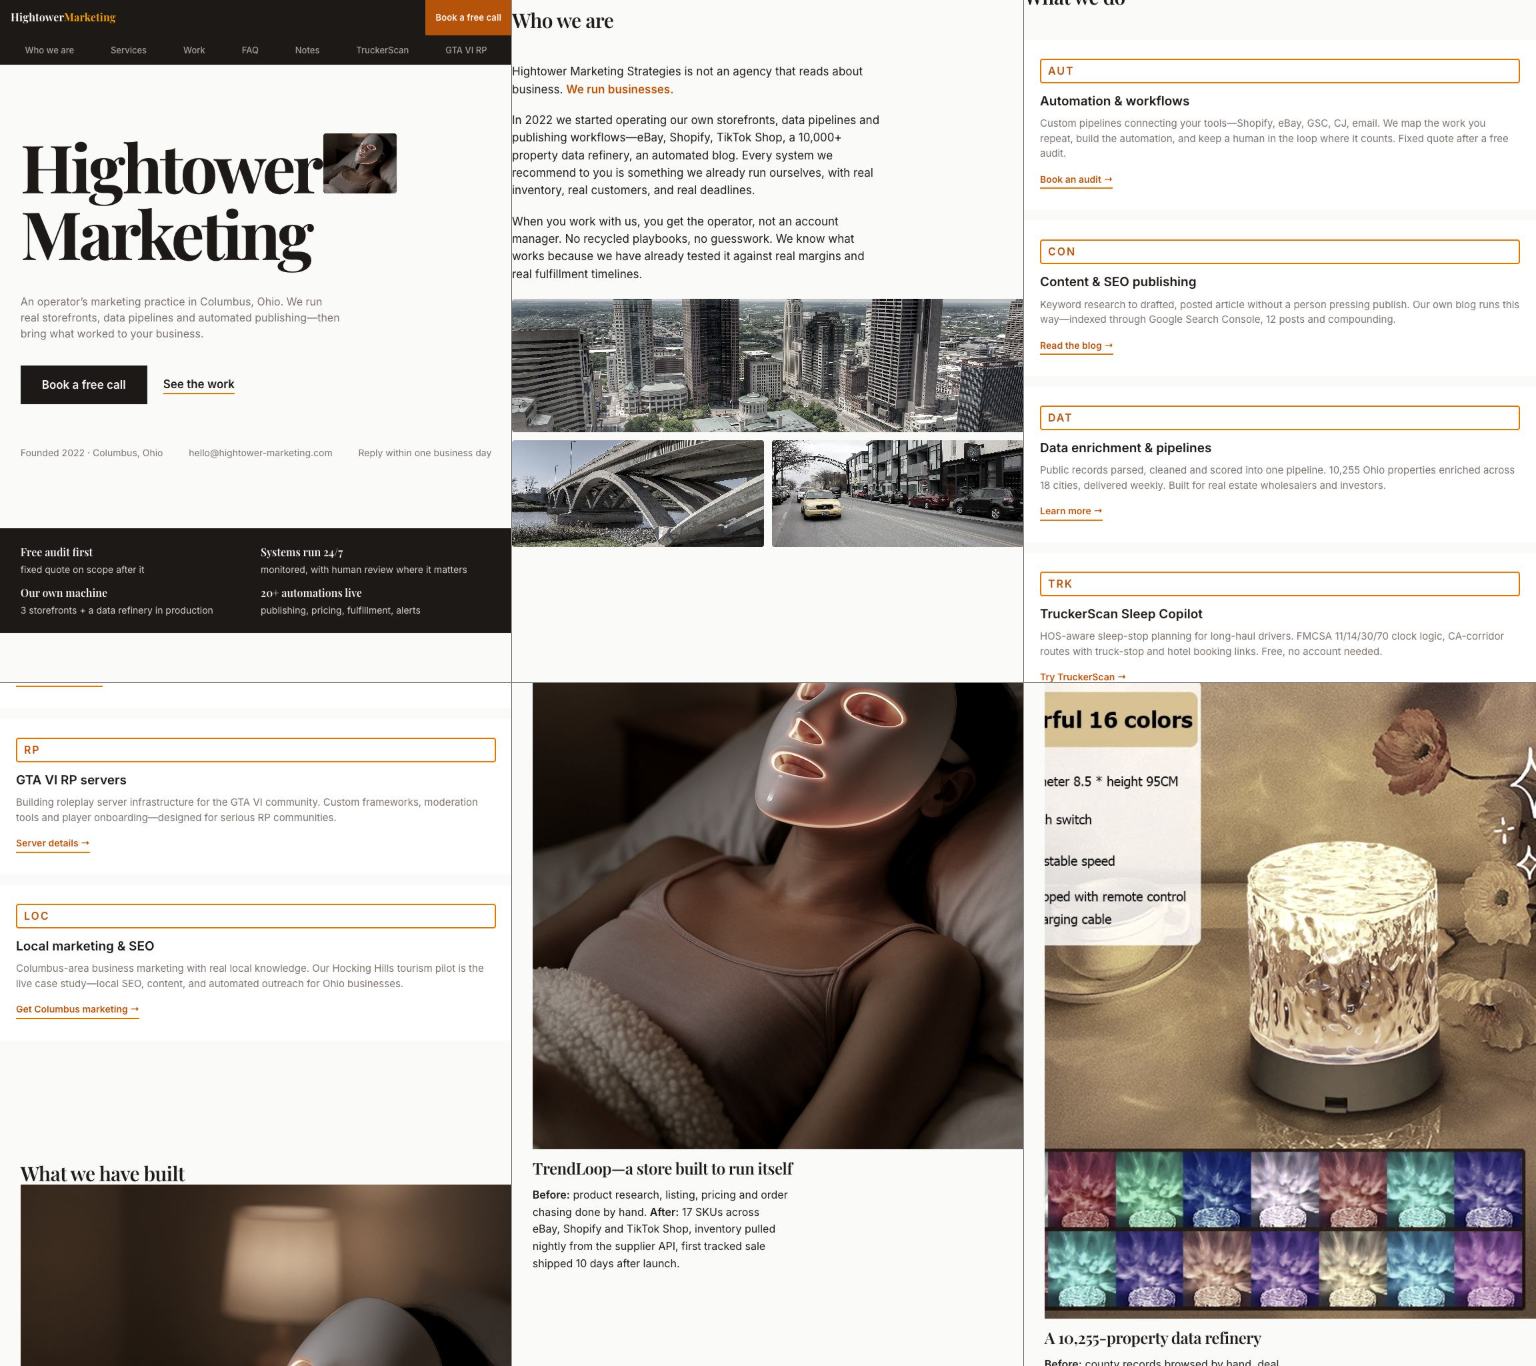 HightowerMarketing
Book a free call
Who we are
Services
Work
FAQ
Notes
TruckerScan
GTA VI RP
Hightower
Marketing
An operator’s marketing practice in Columbus, Ohio. We run
real storefronts, data pipelines and automated publishing—then
bring what worked to your business.
Book a free call
See the work
Founded 2022 · Columbus, Ohio
hello@hightower-marketing.com
Reply within one business day
Free audit first
fixed quote on scope after it
Systems run 24/7
monitored, with human review where it matters
Our own machine
3 storefronts + a data refinery in production
20+ automations live
publishing, pricing, fulfillment, alerts
Who we are
Hightower Marketing Strategies is not an agency that reads about
business. We run businesses.
In 2022 we started operating our own storefronts, data pipelines and
publishing workflows—eBay, Shopify, TikTok Shop, a 10,000+
property data refinery, an automated blog. Every system we
recommend to you is something we already run ourselves, with real
inventory, real customers, and real deadlines.
When you work with us, you get the operator, not an account
manager. No recycled playbooks, no guesswork. We know what
works because we have already tested it against real margins and
real fulfillment timelines.
What we do
AUT
Automation & workflows
Custom pipelines connecting your tools—Shopify, eBay, GSC, CJ, email. We map the work you
repeat, build the automation, and keep a human in the loop where it counts. Fixed quote after a free
audit.
Book an audit →
CON
Content & SEO publishing
Keyword research to drafted, posted article without a person pressing publish. Our own blog runs this
way—indexed through Google Search Console, 12 posts and compounding.
Read the blog →
DAT
Data enrichment & pipelines
Public records parsed, cleaned and scored into one pipeline. 10,255 Ohio properties enriched across
18 cities, delivered weekly. Built for real estate wholesalers and investors.
Learn more →
TRK
TruckerScan Sleep Copilot
HOS-aware sleep-stop planning for long-haul drivers. FMCSA 11/14/30/70 clock logic, CA-corridor
routes with truck-stop and hotel booking links. Free, no account needed.
Try TruckerScan →
RP
GTA VI RP servers
Building roleplay server infrastructure for the GTA VI community. Custom frameworks, moderation
tools and player onboarding—designed for serious RP communities.
Server details →
LOC
Local marketing & SEO
Columbus-area business marketing with real local knowledge. Our Hocking Hills tourism pilot is the
live case study—local SEO, content, and automated outreach for Ohio businesses.
Get Columbus marketing →
What we have built
TrendLoop—a store built to run itself
Before: product research, listing, pricing and order
chasing done by hand. After: 17 SKUs across
eBay, Shopify and TikTok Shop, inventory pulled
nightly from the supplier API, first tracked sale
shipped 10 days after launch.
rful 16 colors
neter 8.5 * height 95CM
h switch
stable speed
oped with remote control
arging cable
A 10,255-property data refinery
Before: county records browsed by hand, deal